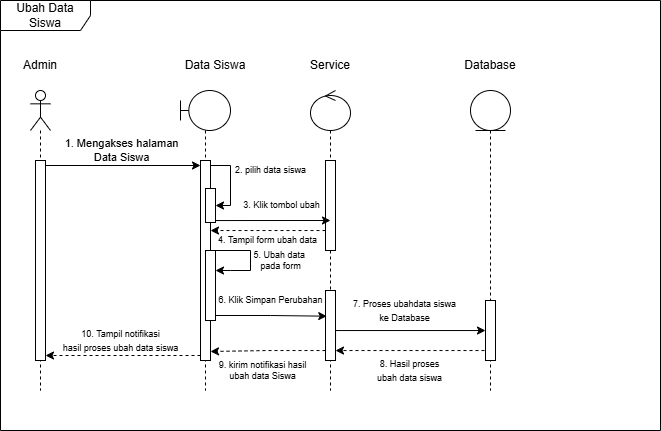 Ubah Data
Siswa
Admin
Data Siswa
Service
Database
1. Mengakses halaman
Data Siswa
2. pilih data siswa
3. Klik tombol ubah
4. Tampil form ubah data
5. Ubah data
pada form
6. Klik Simpan Perubahan
7. Proses ubahdata siswa
ke Database
8. Hasil proses
ubah data siswa
9. kirim notifikasi hasil
ubah data Siswa
10. Tampil notifikasi
hasil proses ubah data siswa